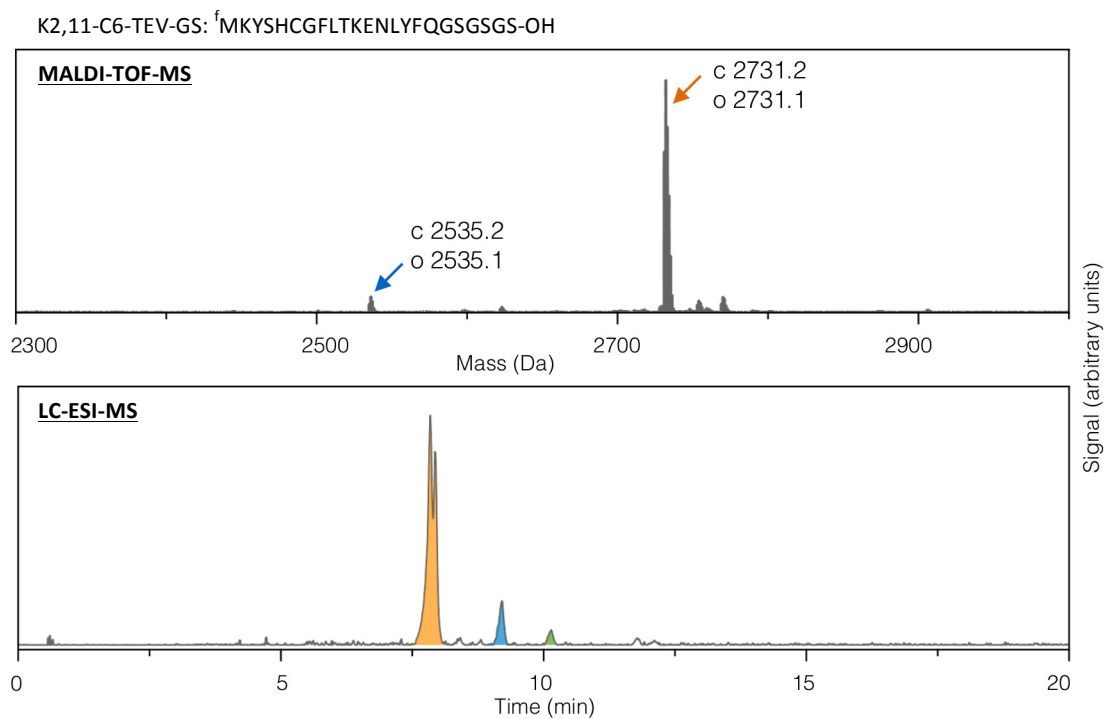 K2,11-C6-TEV-GS: fMKYSHCGFLTKENLYFQGSGSGS-OH
MALDI-TOF-MS
c 2731.2
o 2731.1
c 2535.2
o 2535.1
2300 2500 2700 2900
Mass (Da)
Signal (arbitrary units)
LC-ESI-MS
0 5 10 15 20
Time (min)